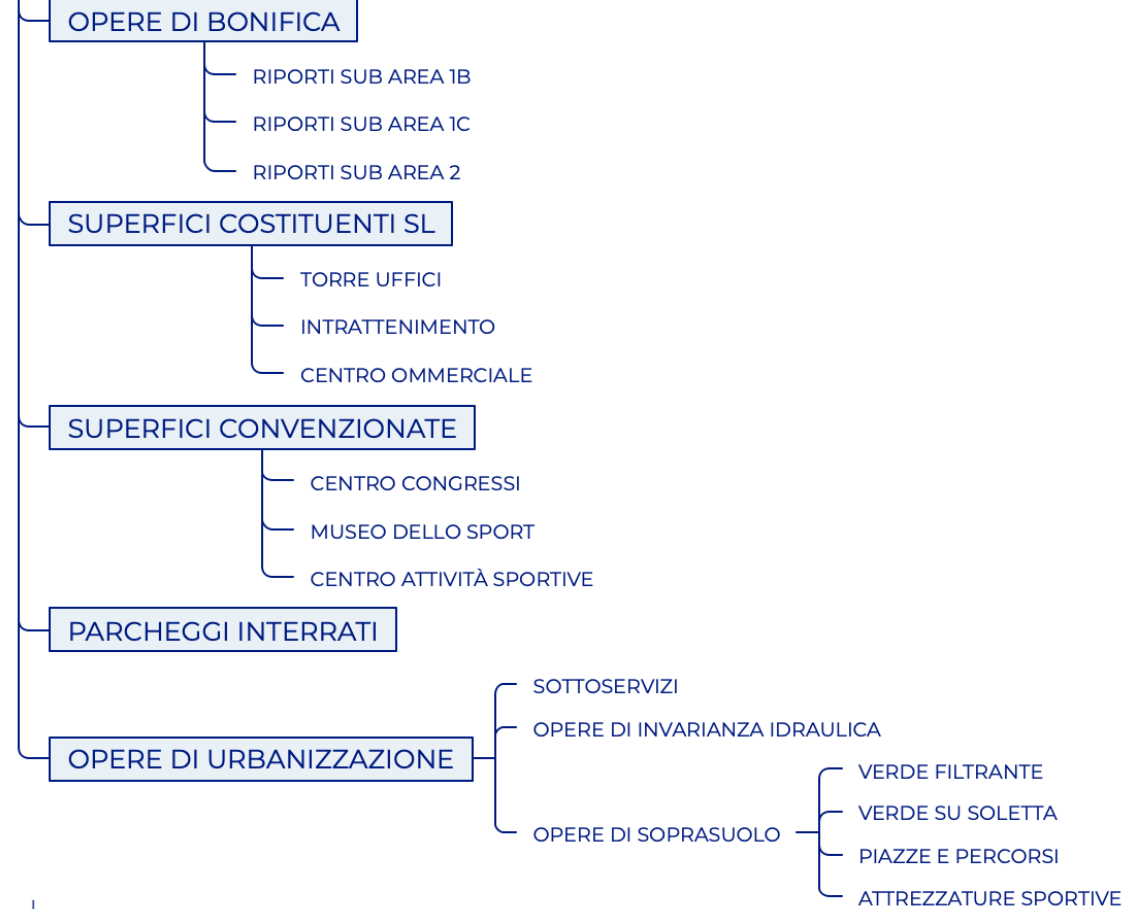 OPERE DI BONIFICA
RIPORTI SUB AREA 1B
RIPORTI SUB AREA 1C
RIPORTI SUB AREA 2
SUPERFICI COSTITUENTI SL
TORRE UFFICI
INTRATTENIMENTO
CENTRO OMMERCIALE
SUPERFICI CONVENZIONATE
CENTRO CONGRESSI
MUSEO DELLO SPORT
CENTRO ATTIVITÀ SPORTIVE
PARCHEGGI INTERRATI
OPERE DI URBANIZZAZIONE
SOTTOSERVIZI
OPERE DI INVARIANZA IDRAULICA
OPERE DI SOPRASUOLO
VERDE FILTRANTE
VERDE SU SOLETTA
PIAZZE E PERCORSI
ATTREZZATURE SPORTIVE